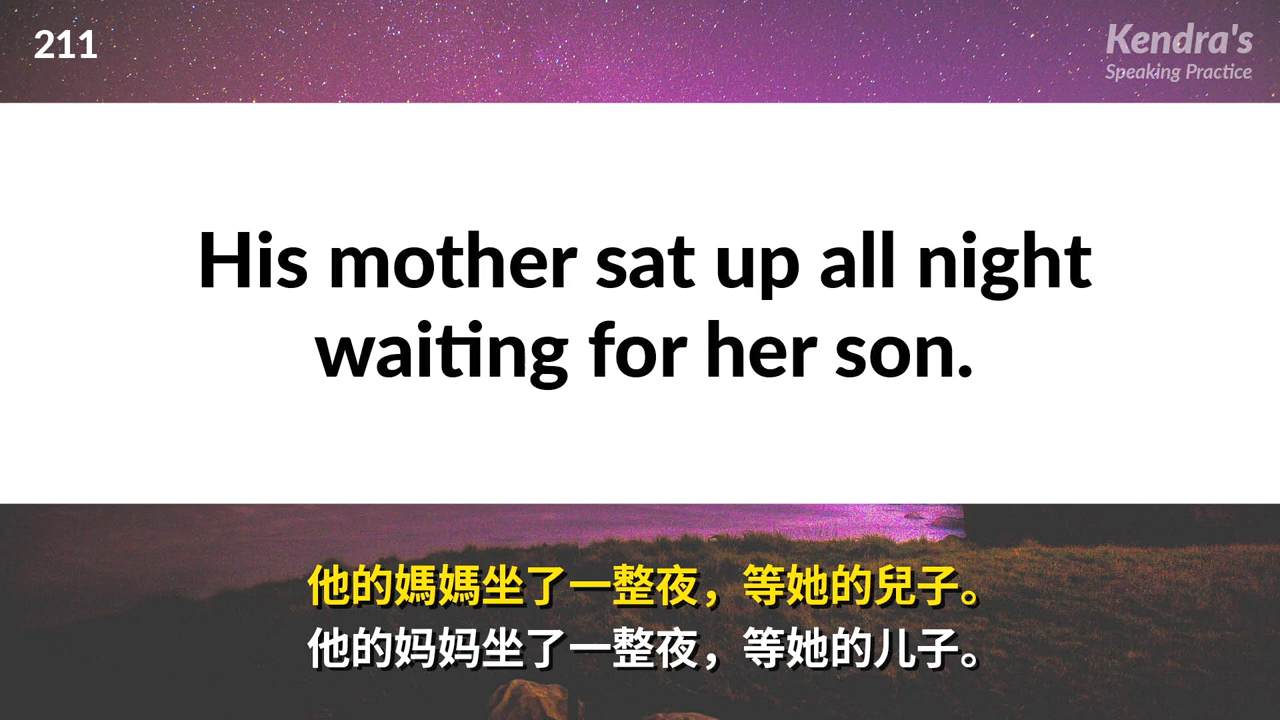 211
Kendra's
Speaking Practice
His mother sat up all night
waiting for her son.
他的媽媽坐了一整夜，等她的兒子。
他的妈妈坐了一整夜，等她的儿子。